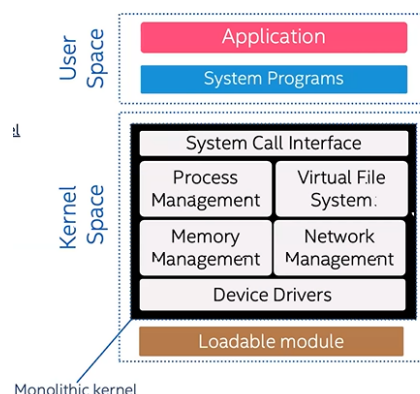 User
Space
Application
System Programs
el
Kernel
Space
System Call Interface
Process
Management
Virtual File
System.
Memory
Management
Network
Management
Device Drivers
Loadable module
Monolithic kernel